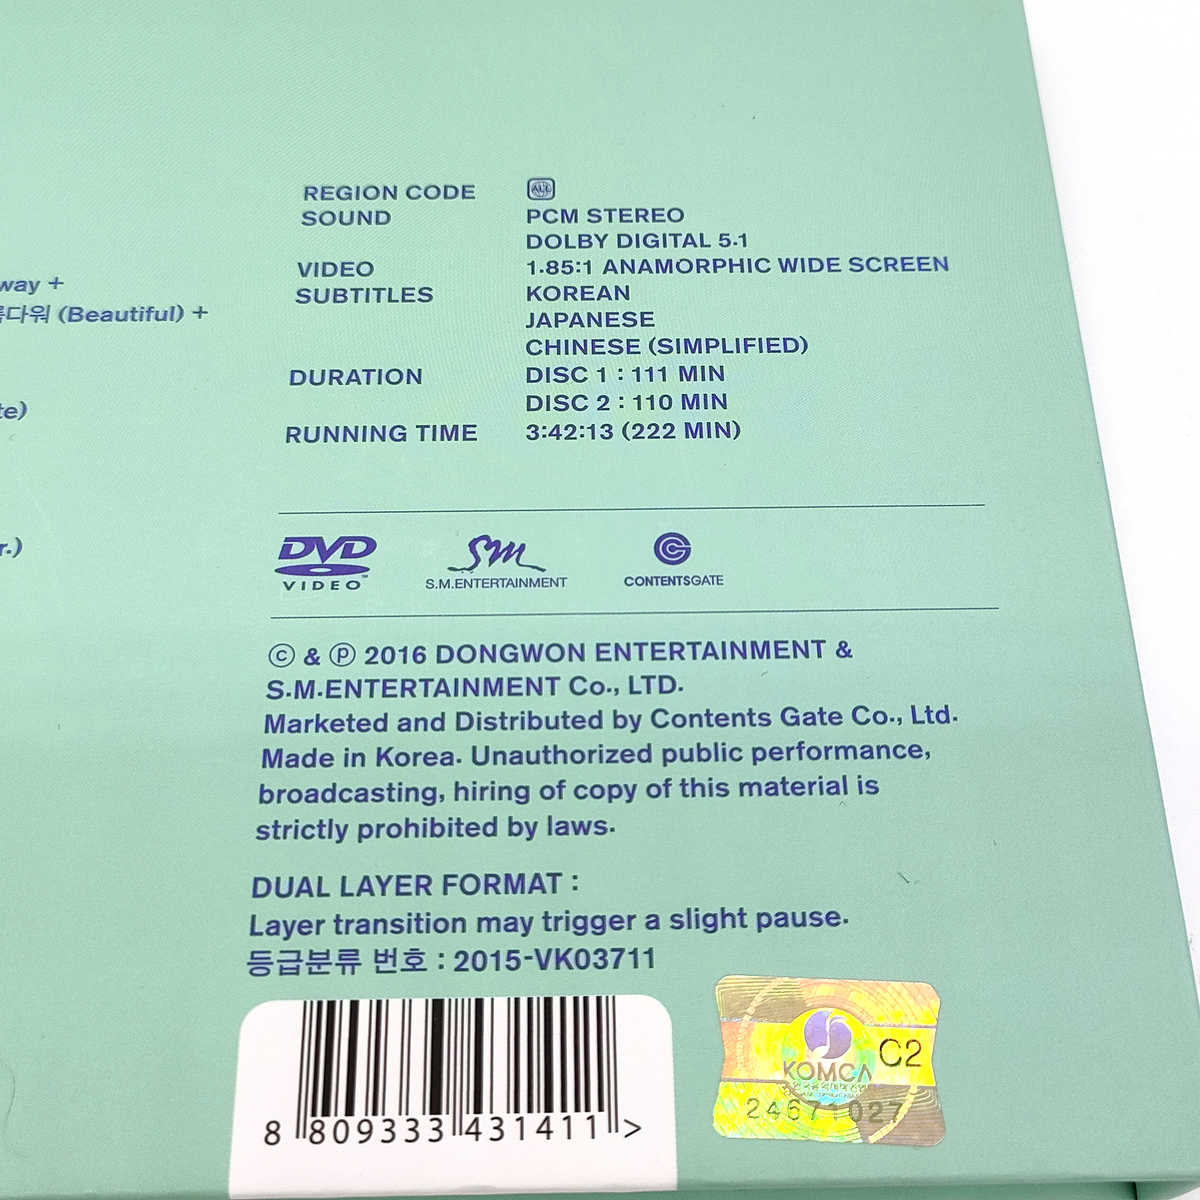 way +
름다워 (Beautiful) +
te)
r.)
REGION CODE ALL
SOUND PCM STEREO
DOLBY DIGITAL 5.1
VIDEO 1.85:1 ANAMORPHIC WIDE SCREEN
SUBTITLES KOREAN
JAPANESE
CHINESE (SIMPLIFIED)
DURATION DISC 1 : 111 MIN
DISC 2 : 110 MIN
RUNNING TIME 3:42:13 (222 MIN)
DVD VIDEO™
SM S.M.ENTERTAINMENT
CONTENTSGATE
ⓒ & ⓟ 2016 DONGWON ENTERTAINMENT &
S.M.ENTERTAINMENT Co., LTD.
Marketed and Distributed by Contents Gate Co., Ltd.
Made in Korea. Unauthorized public performance,
broadcasting, hiring of copy of this material is
strictly prohibited by laws.
DUAL LAYER FORMAT :
Layer transition may trigger a slight pause.
등급분류 번호 : 2015-VK03711
8 809333 431411 >
KOMCA C2
24671027